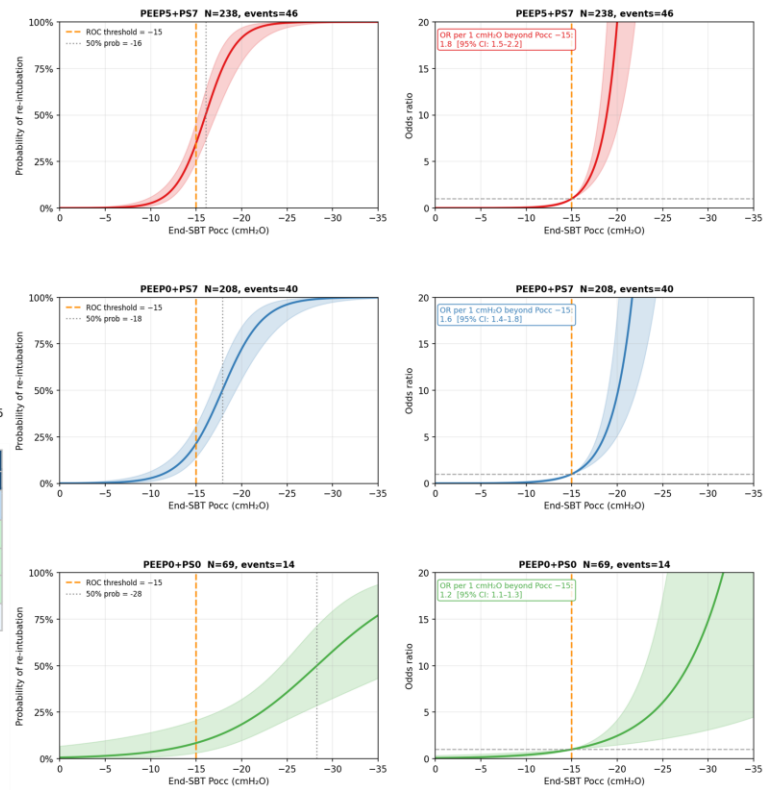 PEEP5+PS7  N=238, events=46
ROC threshold = −15
50% prob = -16
100%
75%
50%
25%
0%
Probability of re-intubation
0 −5 −10 −15 −20 −25 −30 −35
End-SBT Pocc (cmH₂O)
PEEP5+PS7  N=238, events=46
OR per 1 cmH₂O beyond Pocc −15:
1.8  [95% CI: 1.5–2.2]
20
15
10
5
0
Odds ratio
0 −5 −10 −15 −20 −25 −30 −35
End-SBT Pocc (cmH₂O)
PEEP0+PS7  N=208, events=40
ROC threshold = −15
50% prob = -18
100%
75%
50%
25%
0%
Probability of re-intubation
0 −5 −10 −15 −20 −25 −30 −35
End-SBT Pocc (cmH₂O)
PEEP0+PS7  N=208, events=40
OR per 1 cmH₂O beyond Pocc −15:
1.6  [95% CI: 1.4–1.8]
20
15
10
5
0
Odds ratio
0 −5 −10 −15 −20 −25 −30 −35
End-SBT Pocc (cmH₂O)
PEEP0+PS0  N=69, events=14
ROC threshold = −15
50% prob = -28
100%
75%
50%
25%
0%
Probability of re-intubation
0 −5 −10 −15 −20 −25 −30 −35
End-SBT Pocc (cmH₂O)
PEEP0+PS0  N=69, events=14
OR per 1 cmH₂O beyond Pocc −15:
1.2  [95% CI: 1.1–1.3]
20
15
10
5
0
Odds ratio
0 −5 −10 −15 −20 −25 −30 −35
End-SBT Pocc (cmH₂O)